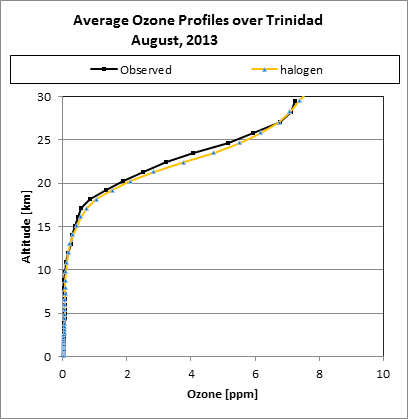 Average Ozone Profiles over Trinidad
August, 2013
Observed
halogen
Altitude [km]
30
25
20
15
10
5
0
0 2 4 6 8 10
Ozone [ppm]